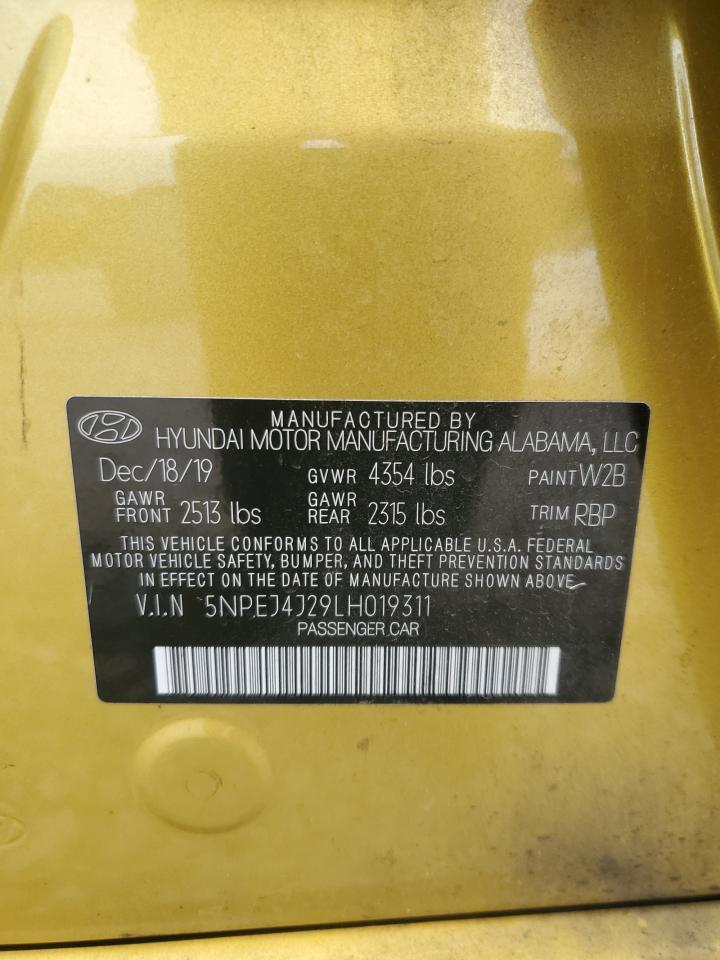 MANUFACTURED BY
HYUNDAI MOTOR MANUFACTURING ALABAMA, LLC
Dec/18/19 GVWR 4354 lbs PAINT W2B
GAWR FRONT 2513 lbs GAWR REAR 2315 lbs TRIM RBP
THIS VEHICLE CONFORMS TO ALL APPLICABLE U.S.A. FEDERAL
MOTOR VEHICLE SAFETY, BUMPER, AND THEFT PREVENTION STANDARDS
IN EFFECT ON THE DATE OF MANUFACTURE SHOWN ABOVE
V.I.N 5NPEJ4J29LH019311
PASSENGER CAR